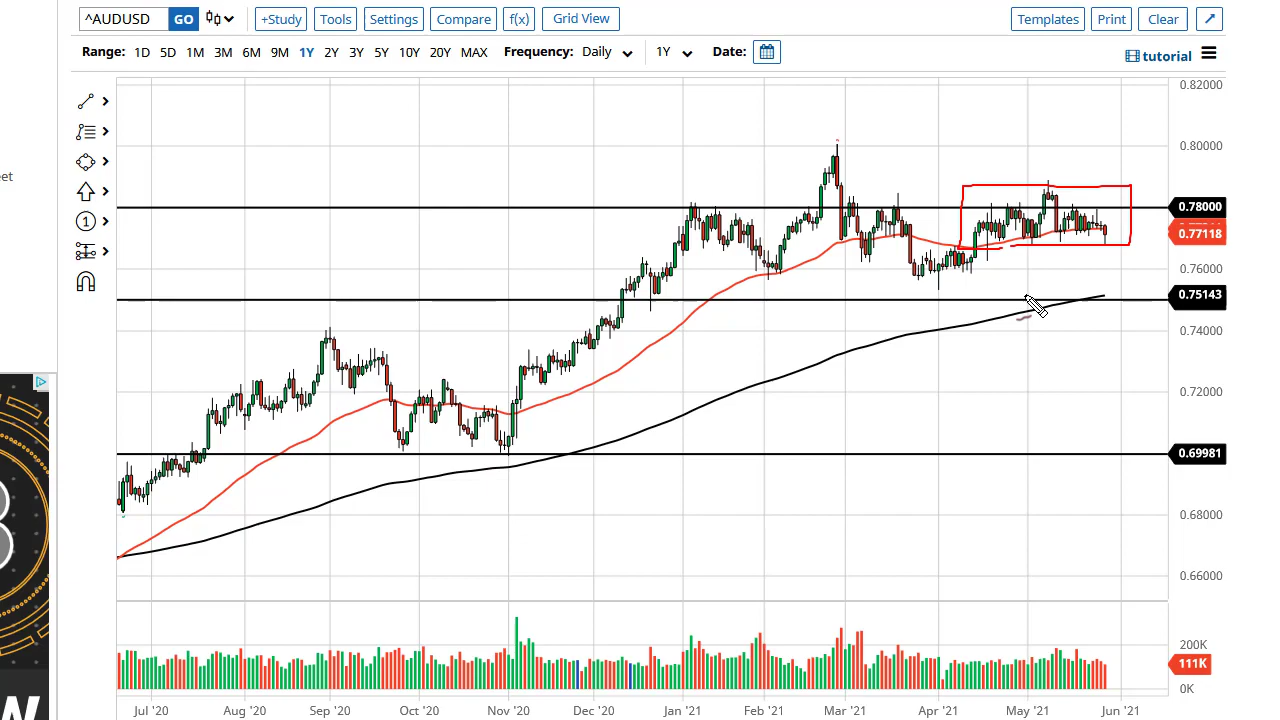 ^AUDUSD GO +Study Tools Settings Compare f(x) Grid View Templates Print Clear
Range: 1D 5D 1M 3M 6M 9M 1Y 2Y 3Y 5Y 10Y 20Y MAX Frequency: Daily 1Y Date: tutorial
0.82000
0.80000
0.78000
0.77118
0.76000
0.75143
0.74000
0.72000
0.69981
0.68000
0.66000
200K
111K
0K
Jul '20 Aug '20 Sep '20 Oct '20 Nov '20 Dec '20 Jan '21 Feb '21 Mar '21 Apr '21 May '21 Jun '21
eet
1